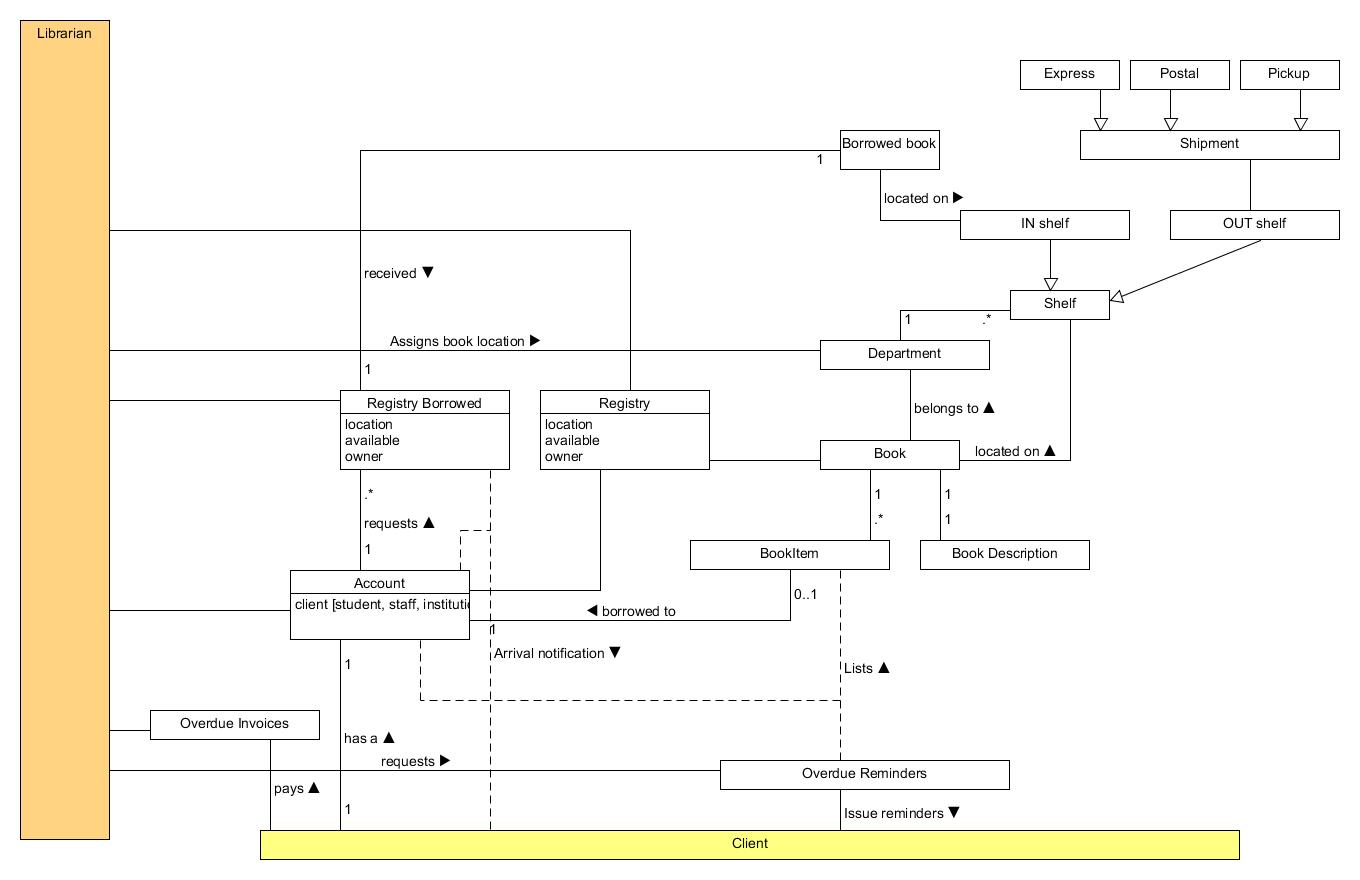 Librarian
Express
Postal
Pickup
Borrowed book
Shipment
1
located on ▶
IN shelf
OUT shelf
received ▼
Shelf
1
.*
Assigns book location ▶
Department
1
Registry Borrowed
location
available
owner
Registry
location
available
owner
belongs to ▲
Book
located on ▲
.*
requests ▲
1
1
.*
1
1
BookItem
Book Description
Account
client [student, staff, instituti
0..1
◀ borrowed to
1
Arrival notification ▼
1
Lists ▲
Overdue Invoices
has a ▲
requests ▶
Overdue Reminders
pays ▲
1
Issue reminders ▼
Client